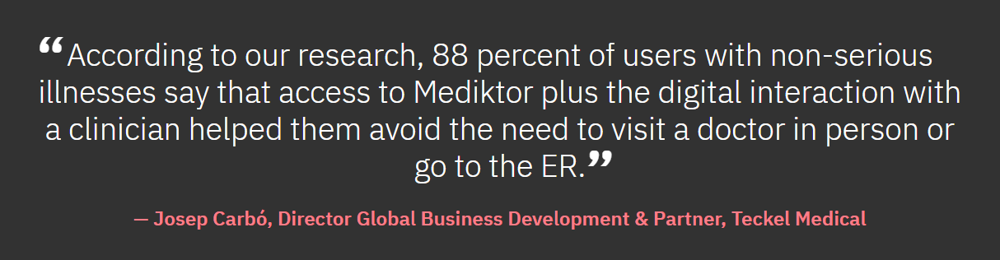 “According to our research, 88 percent of users with non-serious
illnesses say that access to Mediktor plus the digital interaction with
a clinician helped them avoid the need to visit a doctor in person or
go to the ER.”
— Josep Carbó, Director Global Business Development & Partner, Teckel Medical